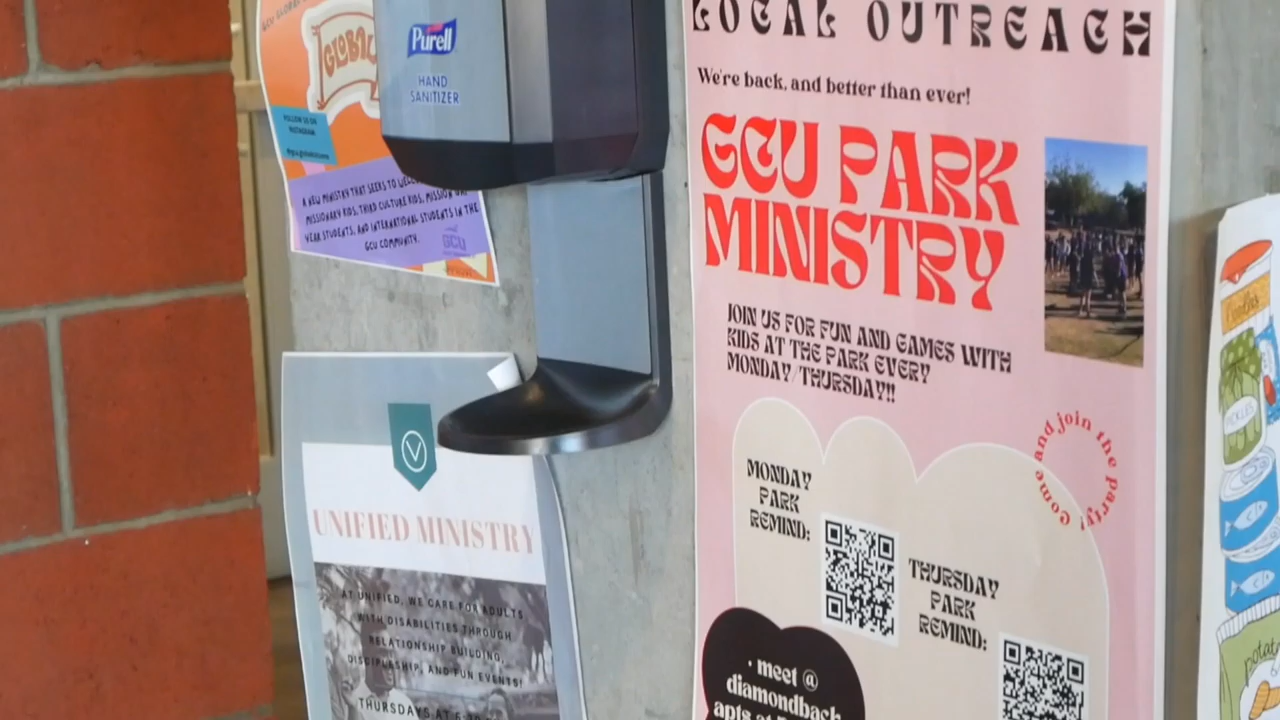 GCU GLOBAL
GLOBAL
FOLLOW US ON
INSTAGRAM
A NEW MINISTRY THAT SEEKS TO
MISSIONARY KIDS, THIRD CULTURE KIDS, MISSION
YEAR STUDENTS, AND INTERNATIONAL STUDENTS IN THE
GCU COMMUNITY.
GCU
Purell
HAND
SANITIZER
UNIFIED MINISTRY
AT UNIFIED, WE CARE FOR ADULTS
WITH DISABILITIES THROUGH
RELATIONSHIP BUILDING,
DISCIPLESHIP, AND FUN EVENTS!
THURSDAYS AT
LOCAL OUTREACH
We're back, and better than ever!
GCU PARK
MINISTRY
JOIN US FOR FUN AND GAMES WITH
KIDS AT THE PARK EVERY
MONDAY/THURSDAY!!
come and join the party!
MONDAY
PARK
REMIND:
THURSDAY
PARK
REMIND:
· meet @
diamondback
apts at
Noodles
PICKLES